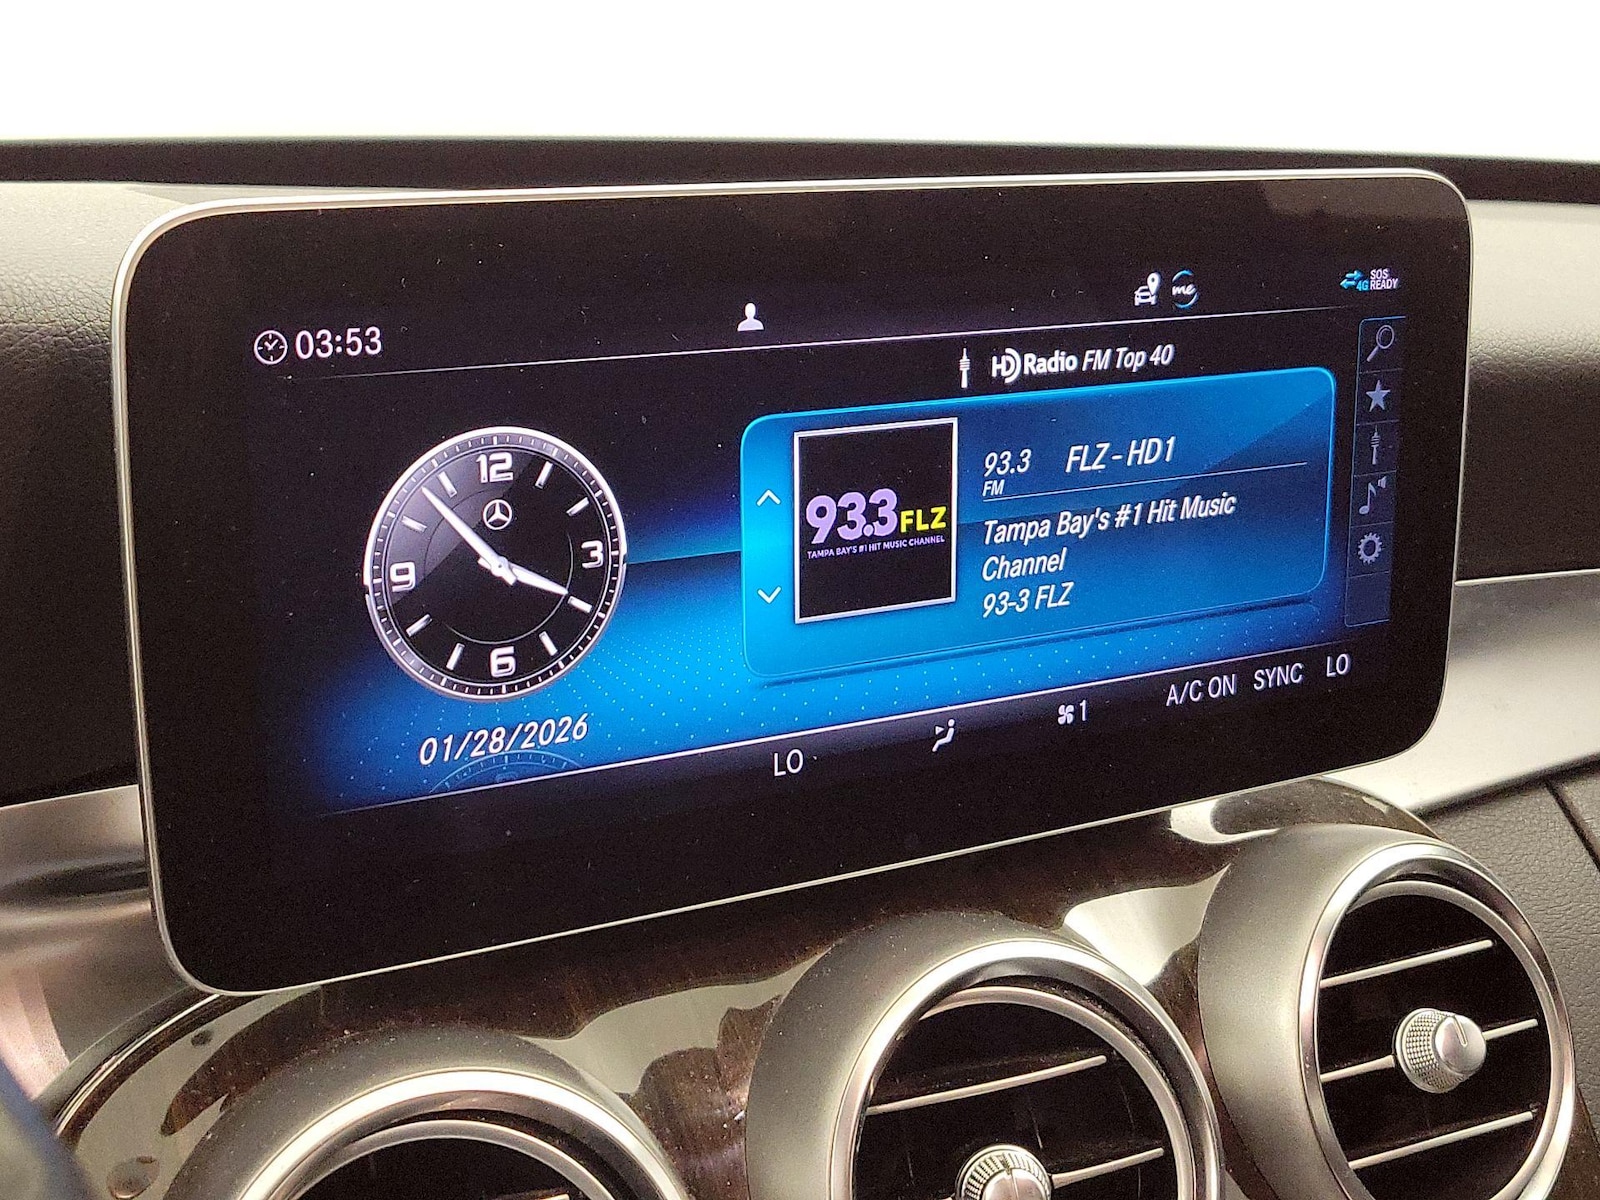 03:53
me
4G
SOS
READY
HD Radio FM Top 40
12
3
6
9
01/28/2026
93.3 FLZ
TAMPA BAY'S #1 HIT MUSIC CHANNEL
93.3 FLZ-HD1
FM
Tampa Bay's #1 Hit Music
Channel
93-3 FLZ
LO
1
A/C ON SYNC LO